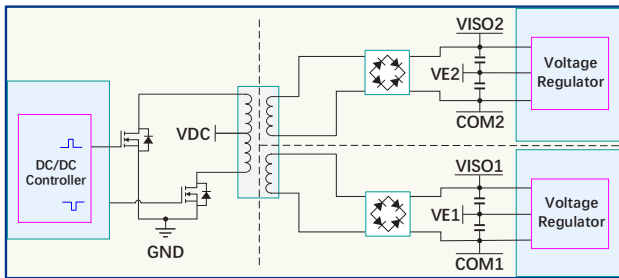 VISO2
VE2
COM2
Voltage
Regulator
VDC
DC/DC
Controller
GND
VISO1
VE1
COM1
Voltage
Regulator